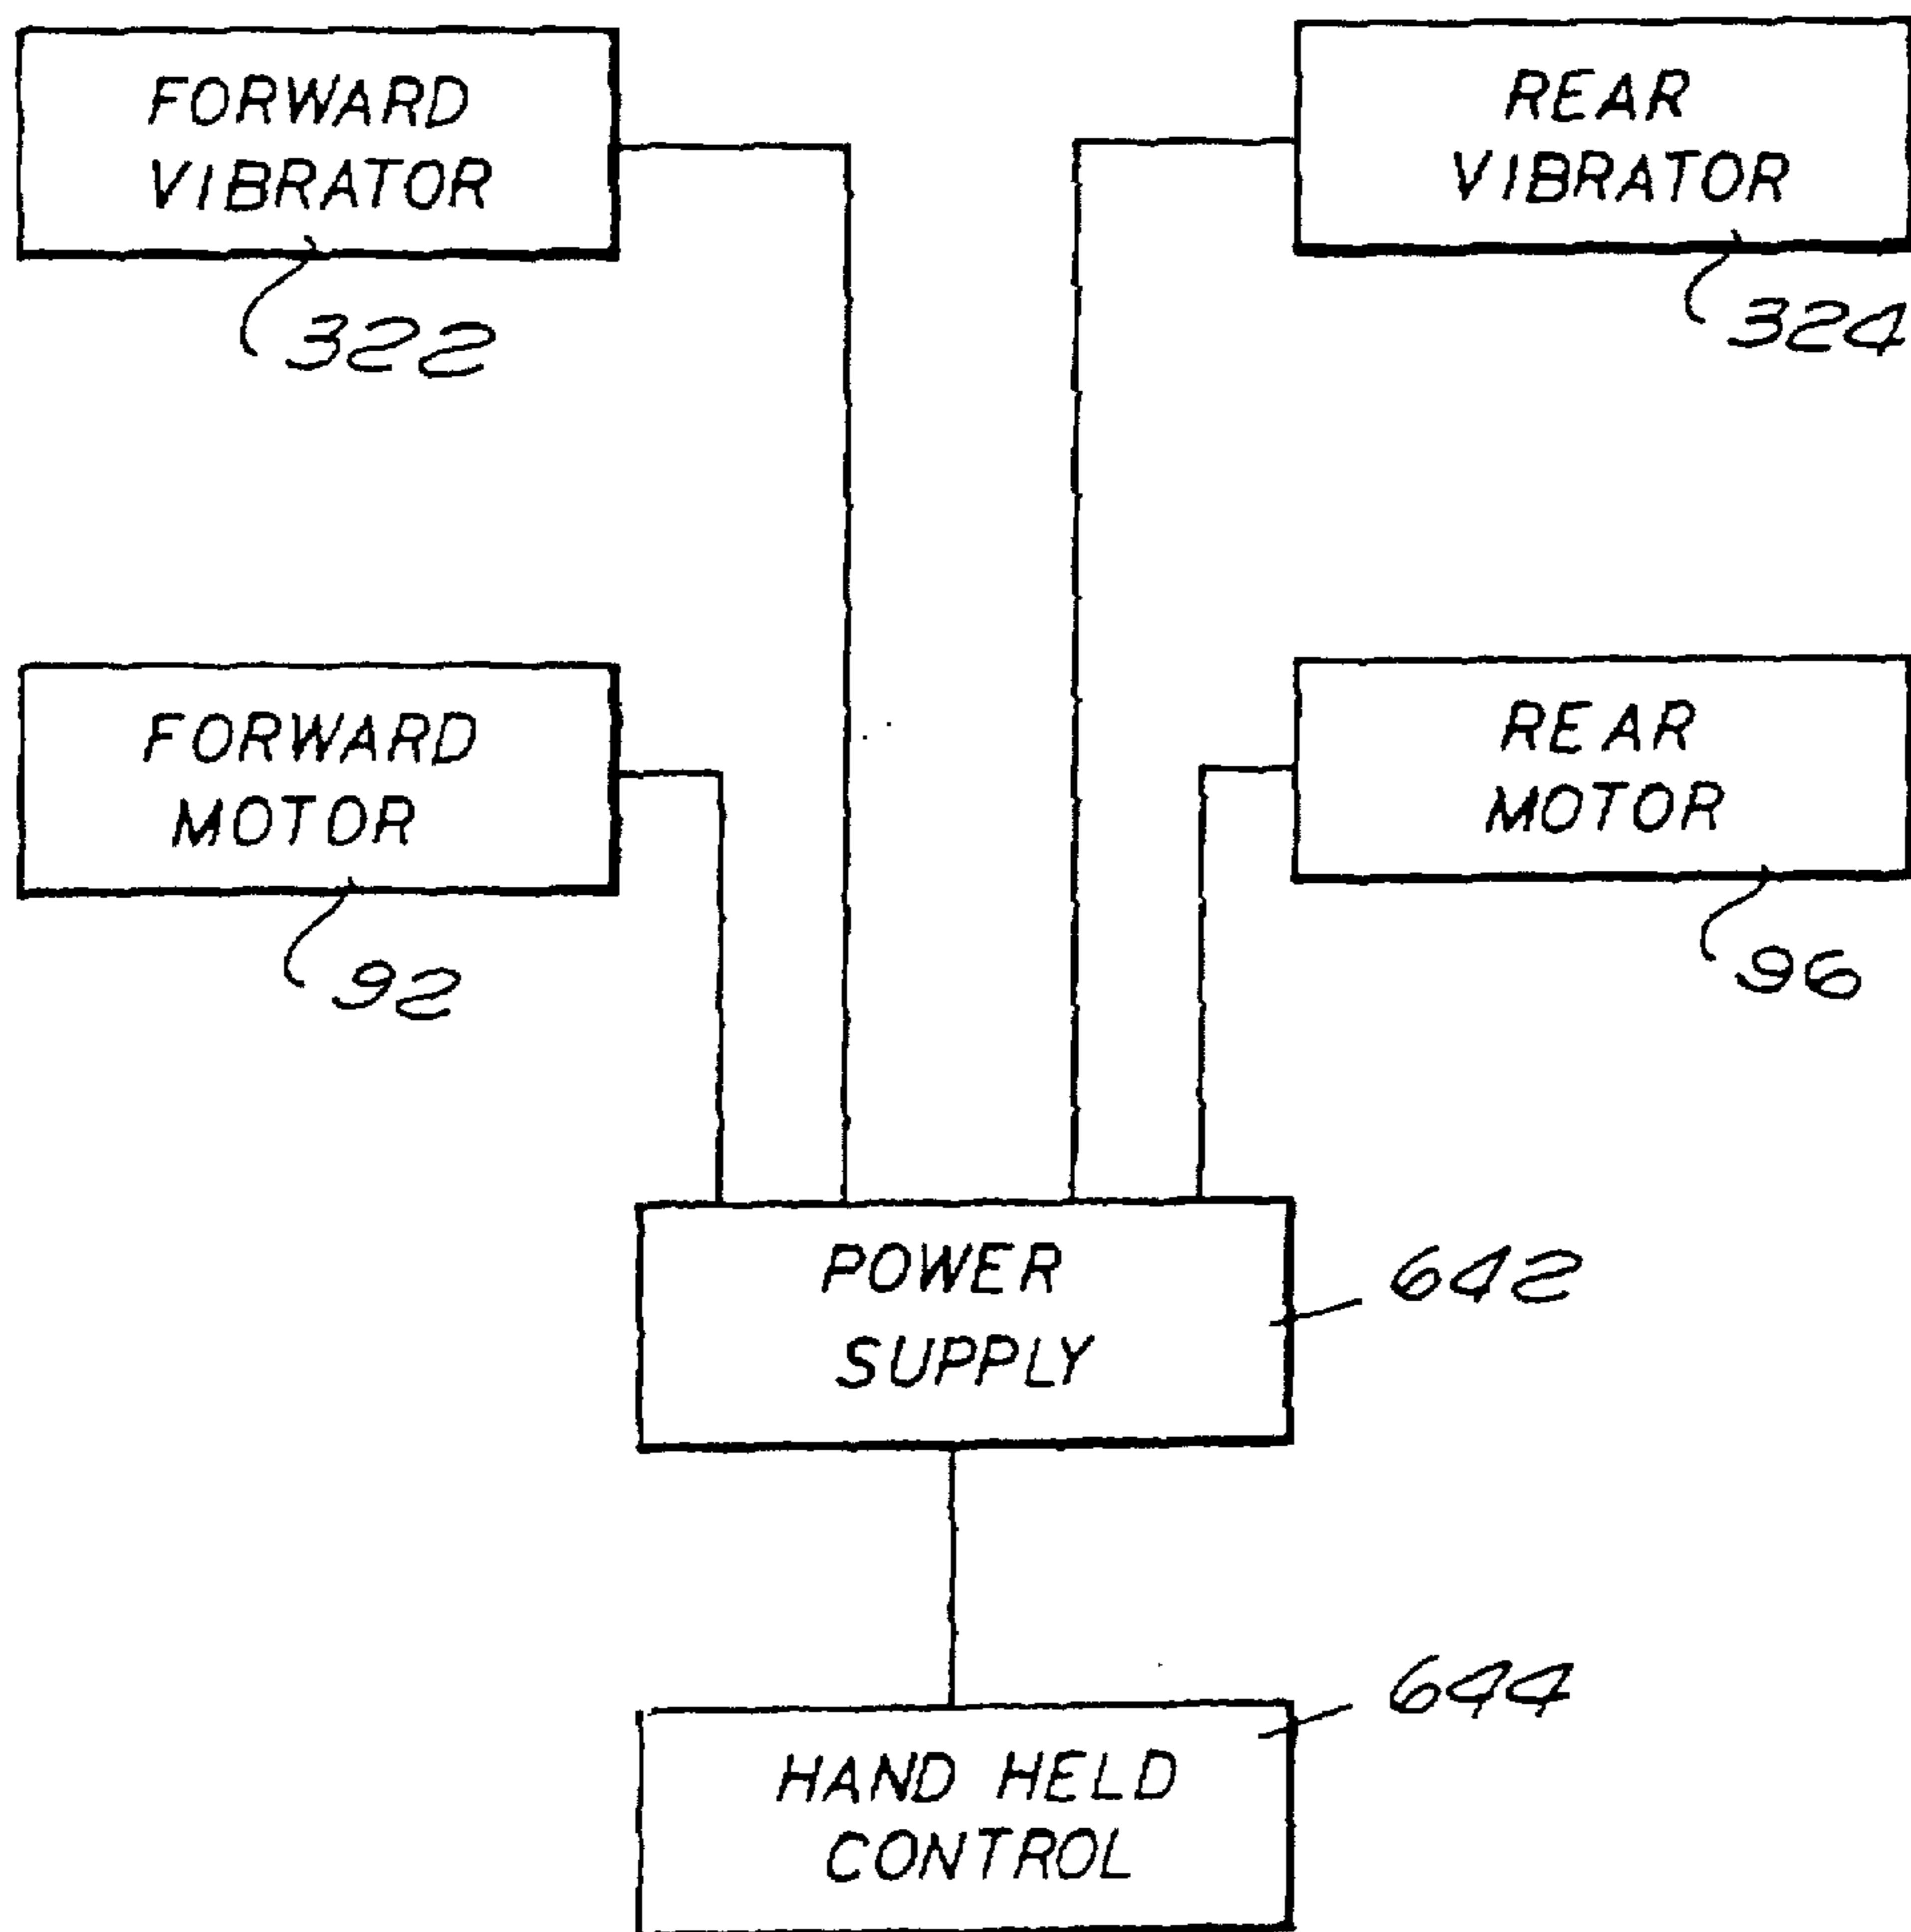 FORWARD
VIBRATOR
322
REAR
VIBRATOR
324
FORWARD
MOTOR
92
REAR
MOTOR
96
POWER
SUPPLY
642
HAND HELD
CONTROL
644